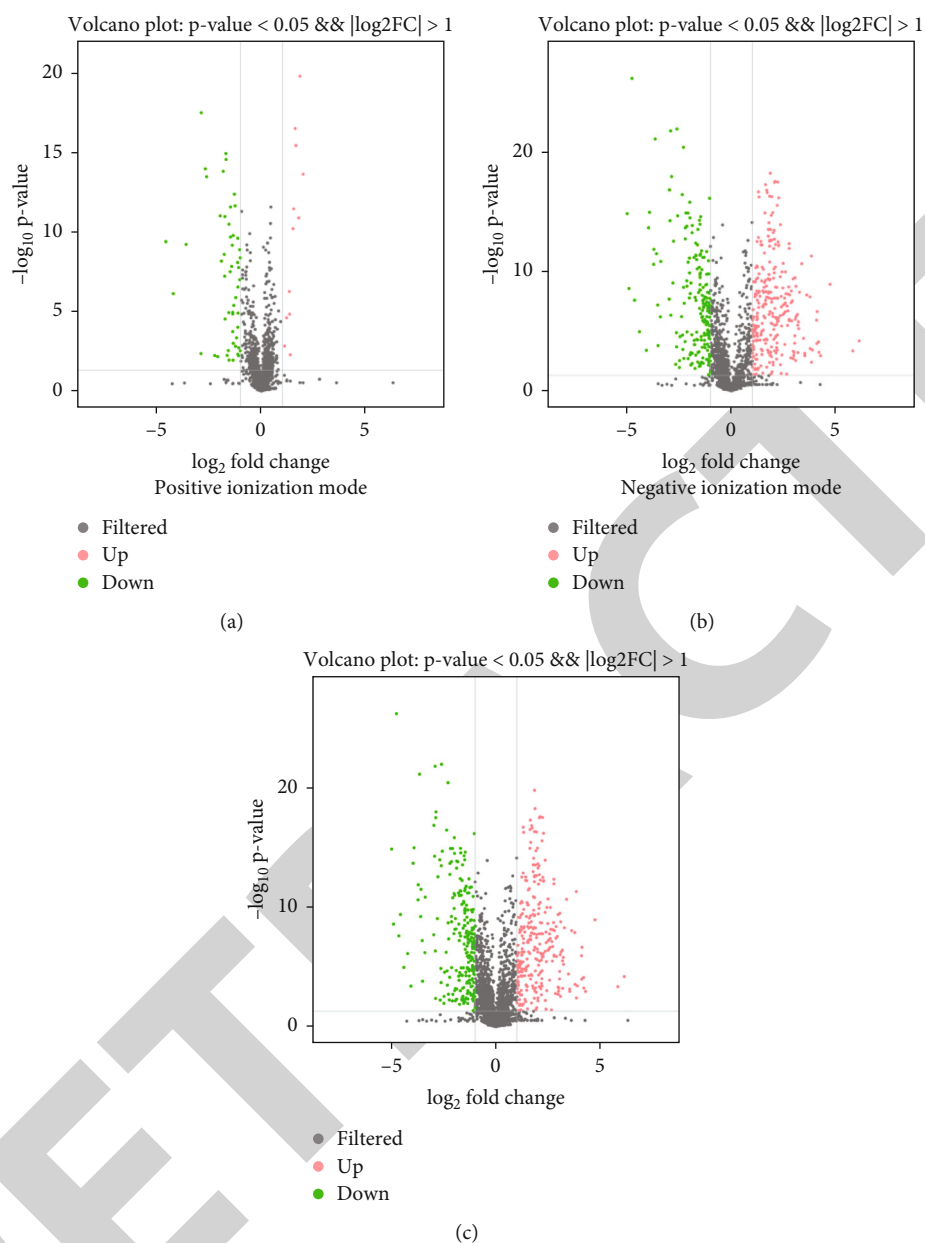 Volcano plot: p-value < 0.05 && |log2FC| > 1
20
15
10
5
0
−log₁₀ p-value
−5 0 5
log₂ fold change
Positive ionization mode
Filtered
Up
Down
(a)
Volcano plot: p-value < 0.05 && |log2FC| > 1
20
10
0
−log₁₀ p-value
−5 0 5
log₂ fold change
Negative ionization mode
Filtered
Up
Down
(b)
Volcano plot: p-value < 0.05 && |log2FC| > 1
20
10
0
−log₁₀ p-value
−5 0 5
log₂ fold change
Filtered
Up
Down
(c)